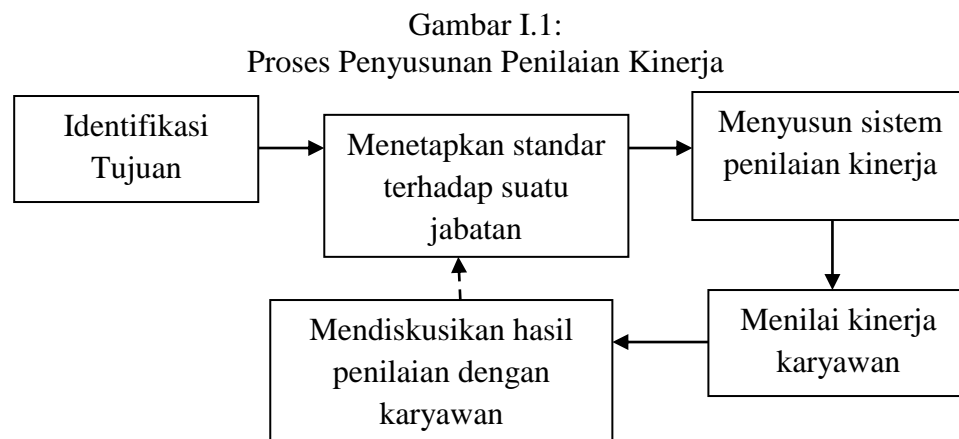 Gambar I.1:
Proses Penyusunan Penilaian Kinerja
Identifikasi
Tujuan
Menetapkan standar
terhadap suatu
jabatan
Menyusun sistem
penilaian kinerja
Menilai kinerja
karyawan
Mendiskusikan hasil
penilaian dengan
karyawan